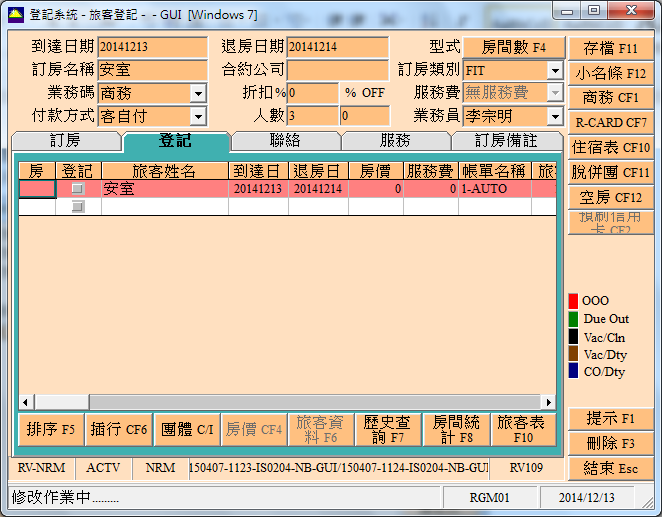 登記系統 - 旅客登記 - - GUI [Windows 7]
到達日期 20141213 退房日期 20141214 型式 房間數 F4 存檔 F11
訂房名稱 安室 合約公司 訂房類別 FIT 小名條 F12
業務碼 商務 折扣% 0 % OFF 服務費 無服務費 商務 CF1
付款方式 客自付 人數 3 0 業務員 李宗明 R-CARD CF7
訂房 登記 聯絡 服務 訂房備註 住宿表 CF10
房 登記 旅客姓名 到達日 退房日 房價 服務費 帳單名稱 旅客 脫併團 CF11
安室 20141213 20141214 0 0 1-AUTO 空房 CF12
預刷信用
卡 CF2
OOO
Due Out
Vac/Cln
Vac/Dty
CO/Dty
排序 F5 插行 CF6 團體 C/I 房價 CF4 旅客資料 F6 歷史查詢 F7 房間統計 F8 旅客表 F10
提示 F1
刪除 F3
結束 Esc
RV-NRM ACTV NRM 150407-1123-IS0204-NB-GUI/150407-1124-IS0204-NB-GUI RV109
修改作業中......... RGM01 2014/12/13